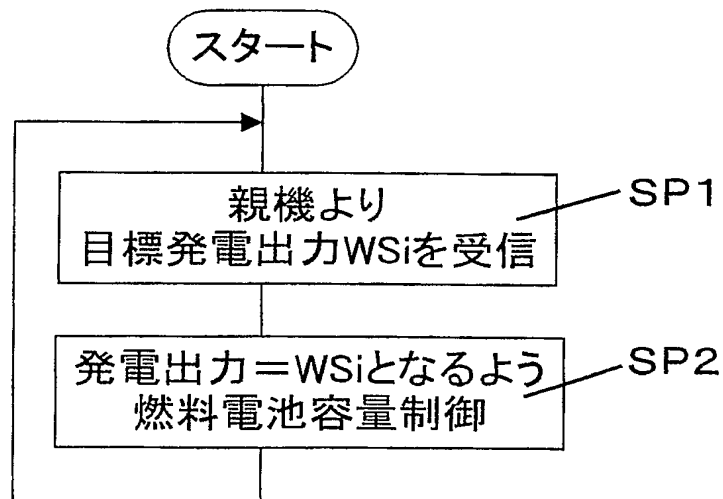 スタート
親機より
目標発電出力WSiを受信
SP1
発電出力=WSiとなるよう
燃料電池容量制御
SP2